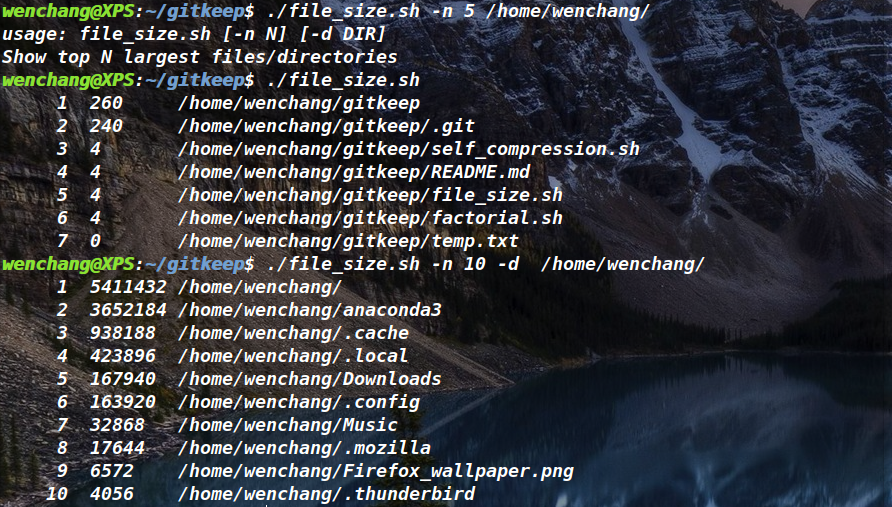 wenchang@XPS:~/gitkeep$ ./file_size.sh -n 5 /home/wenchang/
usage: file_size.sh [-n N] [-d DIR]
Show top N largest files/directories
wenchang@XPS:~/gitkeep$ ./file_size.sh
1 260 /home/wenchang/gitkeep
2 240 /home/wenchang/gitkeep/.git
3 4 /home/wenchang/gitkeep/self_compression.sh
4 4 /home/wenchang/gitkeep/README.md
5 4 /home/wenchang/gitkeep/file_size.sh
6 4 /home/wenchang/gitkeep/factorial.sh
7 0 /home/wenchang/gitkeep/temp.txt
wenchang@XPS:~/gitkeep$ ./file_size.sh -n 10 -d  /home/wenchang/
1 5411432 /home/wenchang/
2 3652184 /home/wenchang/anaconda3
3 938188 /home/wenchang/.cache
4 423896 /home/wenchang/.local
5 167940 /home/wenchang/Downloads
6 163920 /home/wenchang/.config
7 32868 /home/wenchang/Music
8 17644 /home/wenchang/.mozilla
9 6572 /home/wenchang/Firefox_wallpaper.png
10 4056 /home/wenchang/.thunderbird